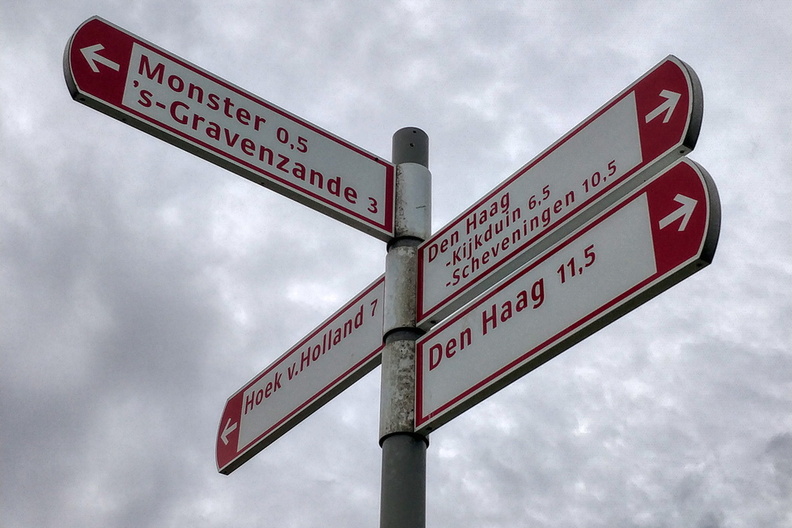 Monster 0,5
's-Gravenzande 3
Den Haag
-Kijkduin 6,5
-Scheveningen 10,5
Den Haag 11,5
Hoek v.Holland 7